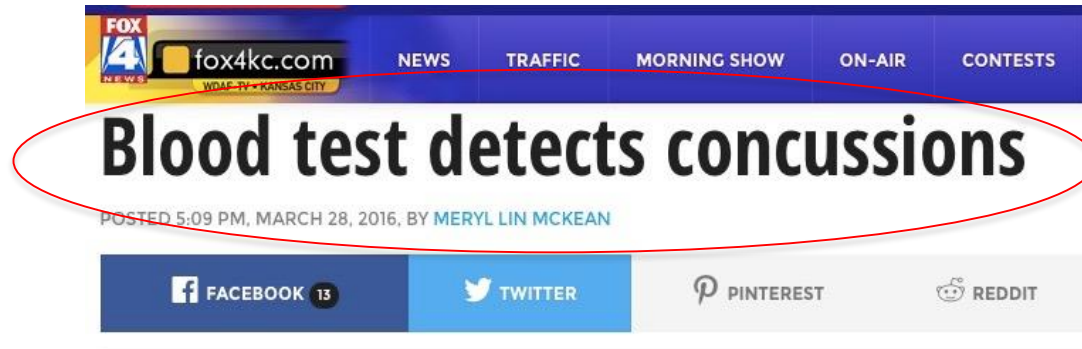 FOX
4
NEWS
fox4kc.com
WDAF-TV • KANSAS CITY
NEWS TRAFFIC MORNING SHOW ON-AIR CONTESTS
Blood test detects concussions
POSTED 5:09 PM, MARCH 28, 2016, BY MERYL LIN MCKEAN
FACEBOOK 13 TWITTER PINTEREST REDDIT